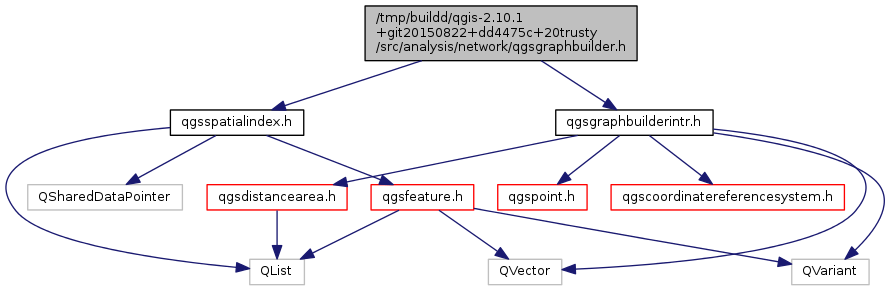 /tmp/buildd/qgis-2.10.1
+git20150822+dd4475c+20trusty
/src/analysis/network/qgsgraphbuilder.h
qgsspatialindex.h
qgsgraphbuilderintr.h
QSharedDataPointer
qgsdistancearea.h
qgsfeature.h
qgspoint.h
qgscoordinatereferencesystem.h
QList
QVector
QVariant